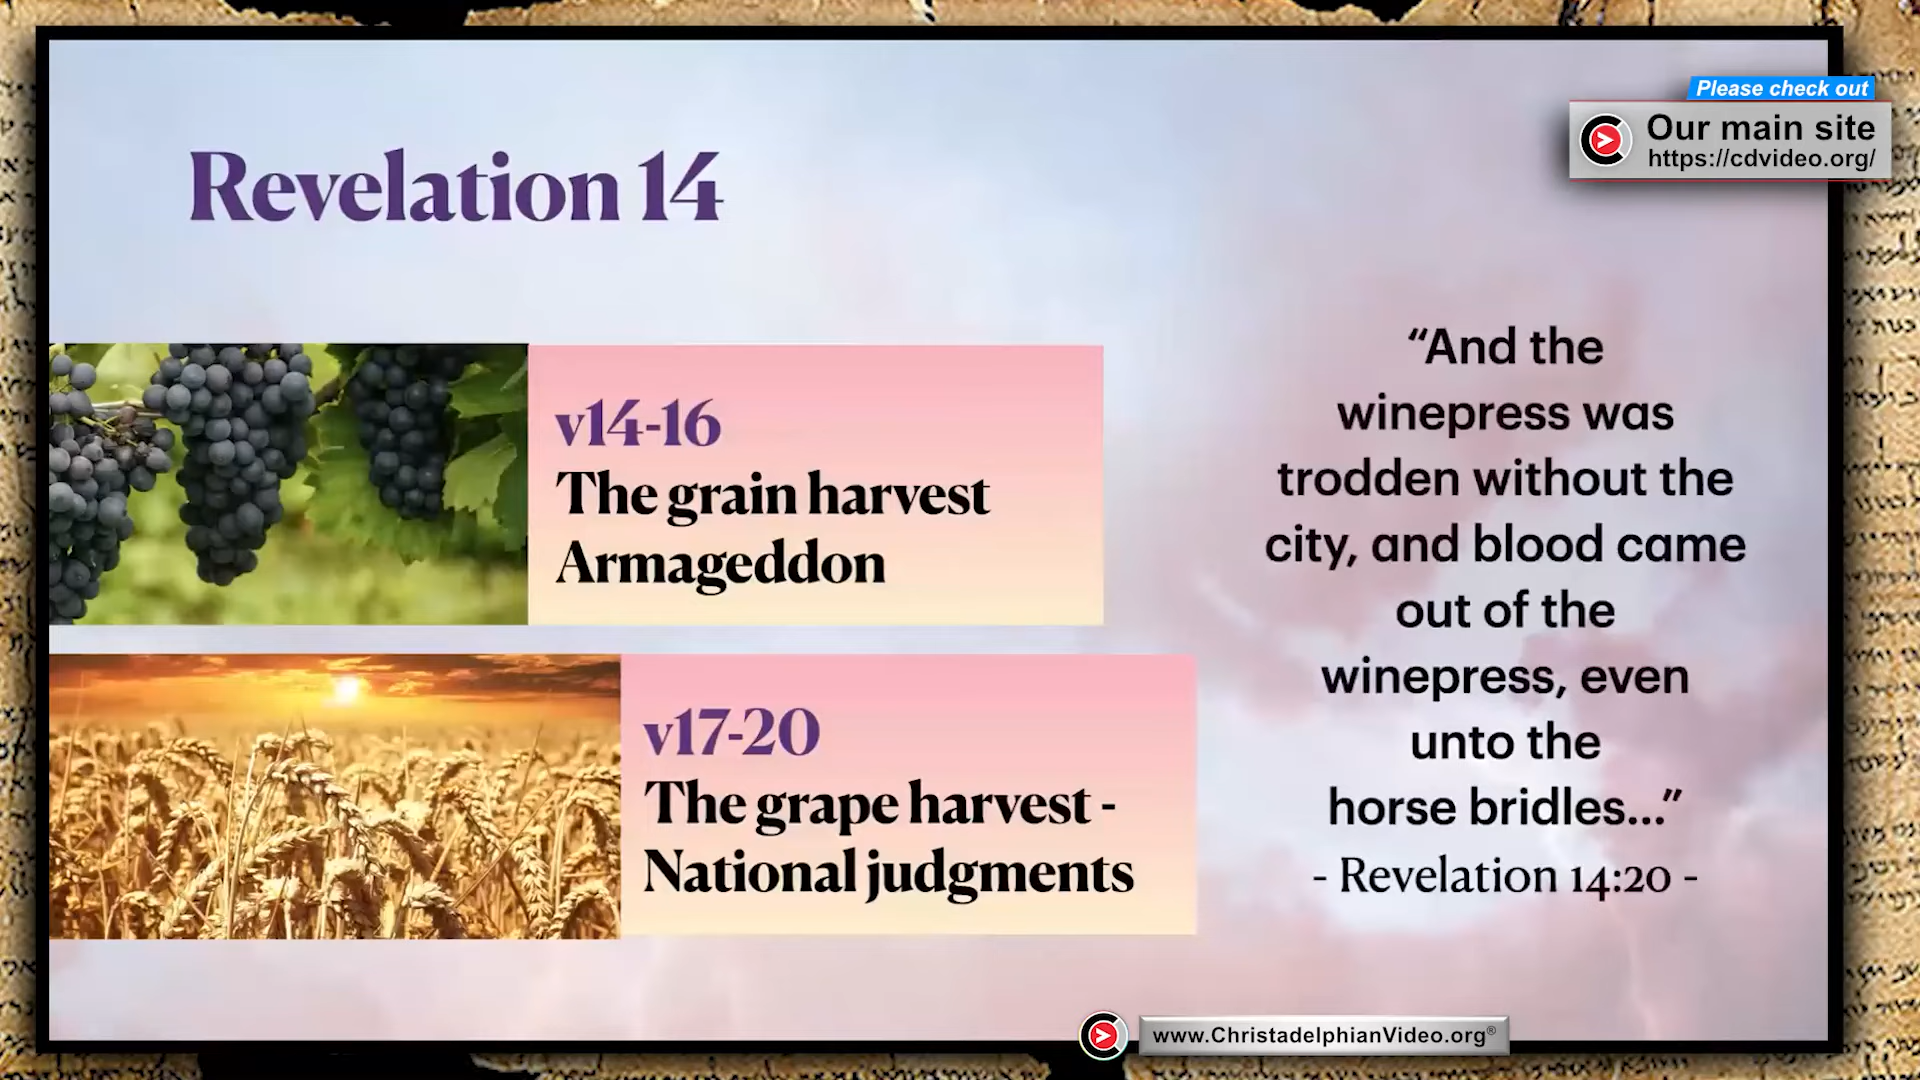 Please check out
Our main site
https://cdvideo.org/
Revelation 14
v14-16
The grain harvest
Armageddon
v17-20
The grape harvest -
National judgments
“And the
winepress was
trodden without the
city, and blood came
out of the
winepress, even
unto the
horse bridles...”
- Revelation 14:20 -
www.ChristadelphianVideo.org®